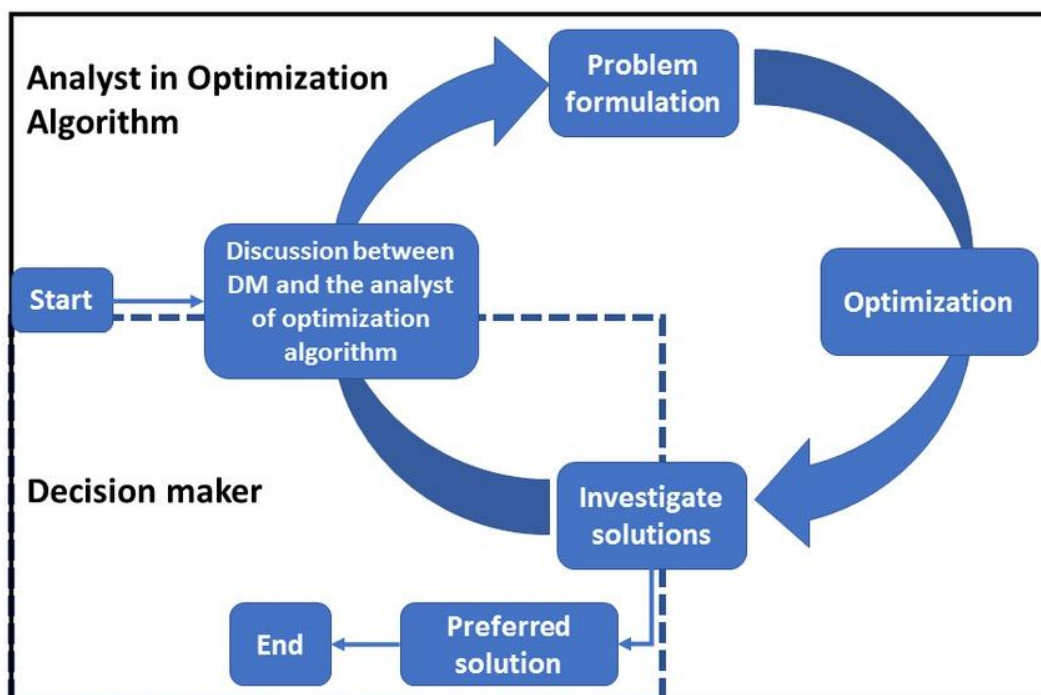 Analyst in Optimization
Algorithm
Problem
formulation
Discussion between
DM and the analyst
of optimization
algorithm
Start
Optimization
Decision maker
Investigate
solutions
Preferred
solution
End